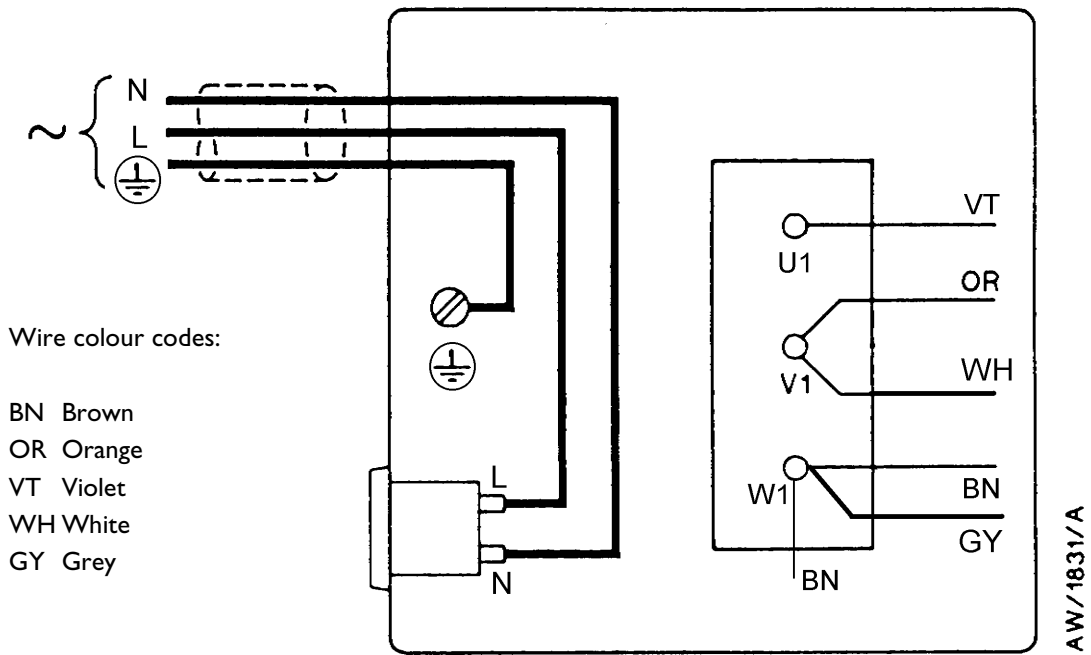 N
L
~
VT
U1
OR
V1
WH
W1
BN
GY
BN
L
N
Wire colour codes:
BN Brown
OR Orange
VT Violet
WH White
GY Grey
AW/1831/A